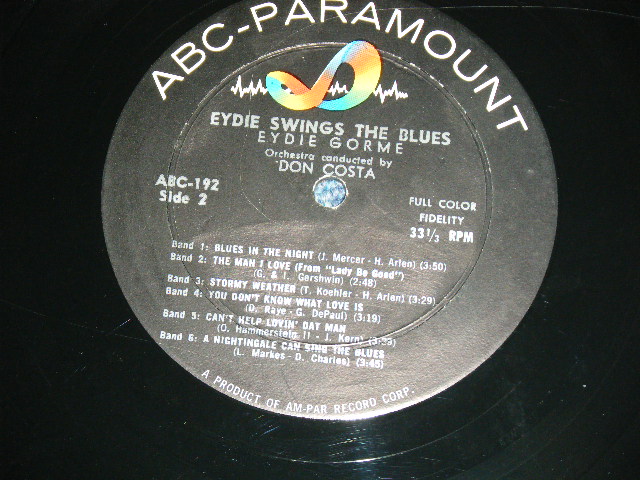 ABC-PARAMOUNT
EYDIE SWINGS THE BLUES
EYDIE GORME
Orchestra conducted by
DON COSTA
ABC-192
Side 2
FULL COLOR
FIDELITY
33 1/3 RPM
Band 1: BLUES IN THE NIGHT (J. Mercer - H. Arlen) (3:50)
Band 2: THE MAN I LOVE (From "Lady Be Good")
(G. & I. Gershwin) (2:48)
Band 3: STORMY WEATHER (T. Koehler - H. Arlen) (3:29)
Band 4: YOU DON'T KNOW WHAT LOVE IS
(D. Raye - G. DePaul) (3:19)
Band 5: CAN'T HELP LOVIN' DAT MAN
(O. Hammerstein II - J. Kern)
Band 6: A NIGHTINGALE CAN SING THE BLUES
(L. Markes - D. Charles) (3:45)
A PRODUCT OF AM-PAR RECORD CORP.